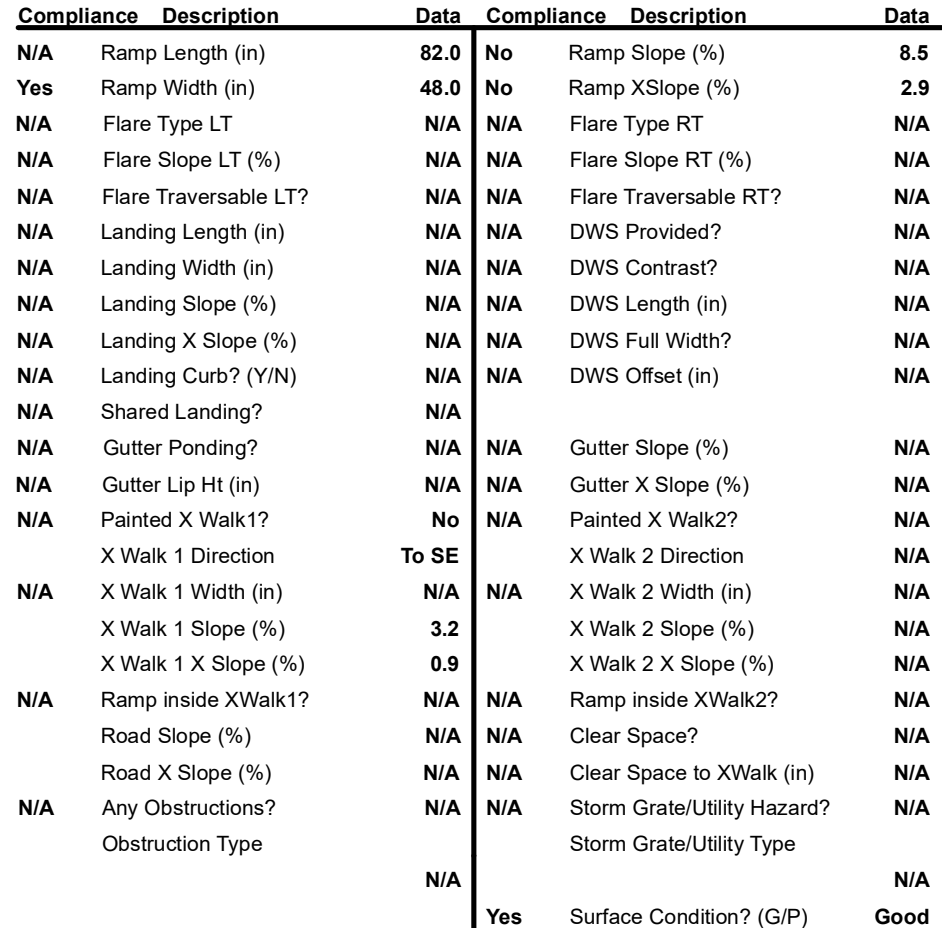 Compliance Description Data Compliance Description Data
N/A Ramp Length (in) 82.0 No Ramp Slope (%) 8.5
Yes Ramp Width (in) 48.0 No Ramp XSlope (%) 2.9
N/A Flare Type LT N/A N/A Flare Type RT N/A
N/A Flare Slope LT (%) N/A N/A Flare Slope RT (%) N/A
N/A Flare Traversable LT? N/A N/A Flare Traversable RT? N/A
N/A Landing Length (in) N/A N/A DWS Provided? N/A
N/A Landing Width (in) N/A N/A DWS Contrast? N/A
N/A Landing Slope (%) N/A N/A DWS Length (in) N/A
N/A Landing X Slope (%) N/A N/A DWS Full Width? N/A
N/A Landing Curb? (Y/N) N/A N/A DWS Offset (in) N/A
N/A Shared Landing? N/A
N/A Gutter Ponding? N/A N/A Gutter Slope (%) N/A
N/A Gutter Lip Ht (in) N/A N/A Gutter X Slope (%) N/A
N/A Painted X Walk1? No N/A Painted X Walk2? N/A
X Walk 1 Direction To SE X Walk 2 Direction N/A
N/A X Walk 1 Width (in) N/A N/A X Walk 2 Width (in) N/A
X Walk 1 Slope (%) 3.2 X Walk 2 Slope (%) N/A
X Walk 1 X Slope (%) 0.9 X Walk 2 X Slope (%) N/A
N/A Ramp inside XWalk1? N/A N/A Ramp inside XWalk2? N/A
Road Slope (%) N/A N/A Clear Space? N/A
Road X Slope (%) N/A N/A Clear Space to XWalk (in) N/A
N/A Any Obstructions? N/A N/A Storm Grate/Utility Hazard? N/A
Obstruction Type Storm Grate/Utility Type
N/A N/A
Yes Surface Condition? (G/P) Good